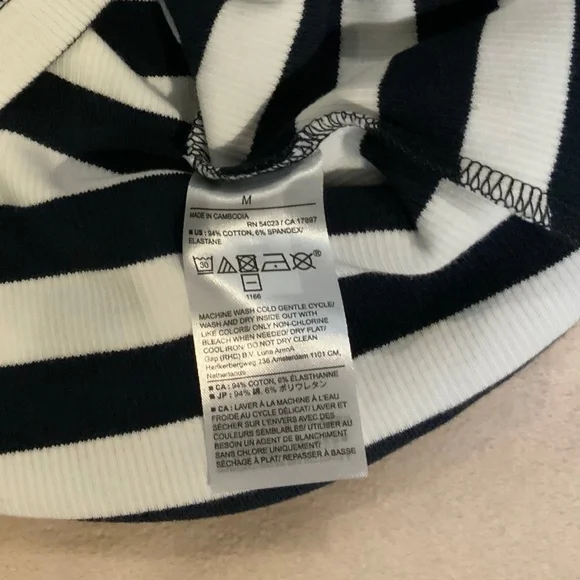 M
MADE IN CAMBODIA
RN 54023 / CA 17897
■ US : 94% COTTON, 6% SPANDEX/
ELASTANE
30
®
1166
MACHINE WASH COLD GENTLE CYCLE/
WASH AND DRY INSIDE OUT WITH
LIKE COLORS/ ONLY NON-CHLORINE
BLEACH WHEN NEEDED/ DRY FLAT/
COOL IRON/ DO NOT DRY CLEAN
Gap (RHC) B.V. Luna ArenA
Herikerbergweg 236 Amsterdam 1101 CM,
Netherlands
■ CA : 94% COTON, 6% ÉLASTHANNE
■ JP : 94% 綿, 6% ポリウレタン
■ CA : LAVER À LA MACHINE À L'EAU
FROIDE AU CYCLE DÉLICAT/ LAVER ET
SÉCHER SUR L'ENVERS AVEC DES
COULEURS SEMBLABLES/ UTILISER AU
BESOIN UN AGENT DE BLANCHIMENT
SANS CHLORE UNIQUEMENT/
SÉCHAGE À PLAT/ REPASSER À BASSE